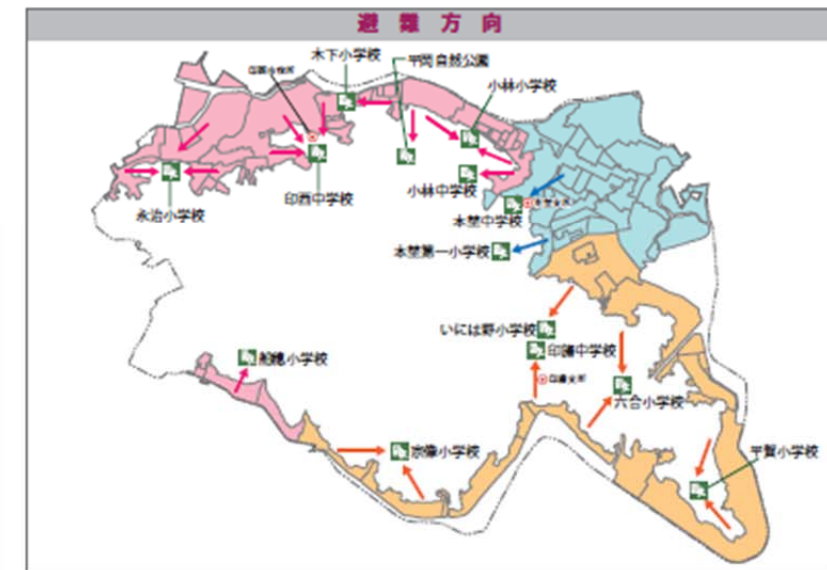 避難方向
木下小学校
平岡自然公園
印西市役所
小林小学校
小林中学校
印西中学校
永治小学校
本埜中学校
本埜支所
本埜第一小学校
いには野小学校
船穂小学校
印旛中学校
印旛支所
六合小学校
宗像小学校
平賀小学校